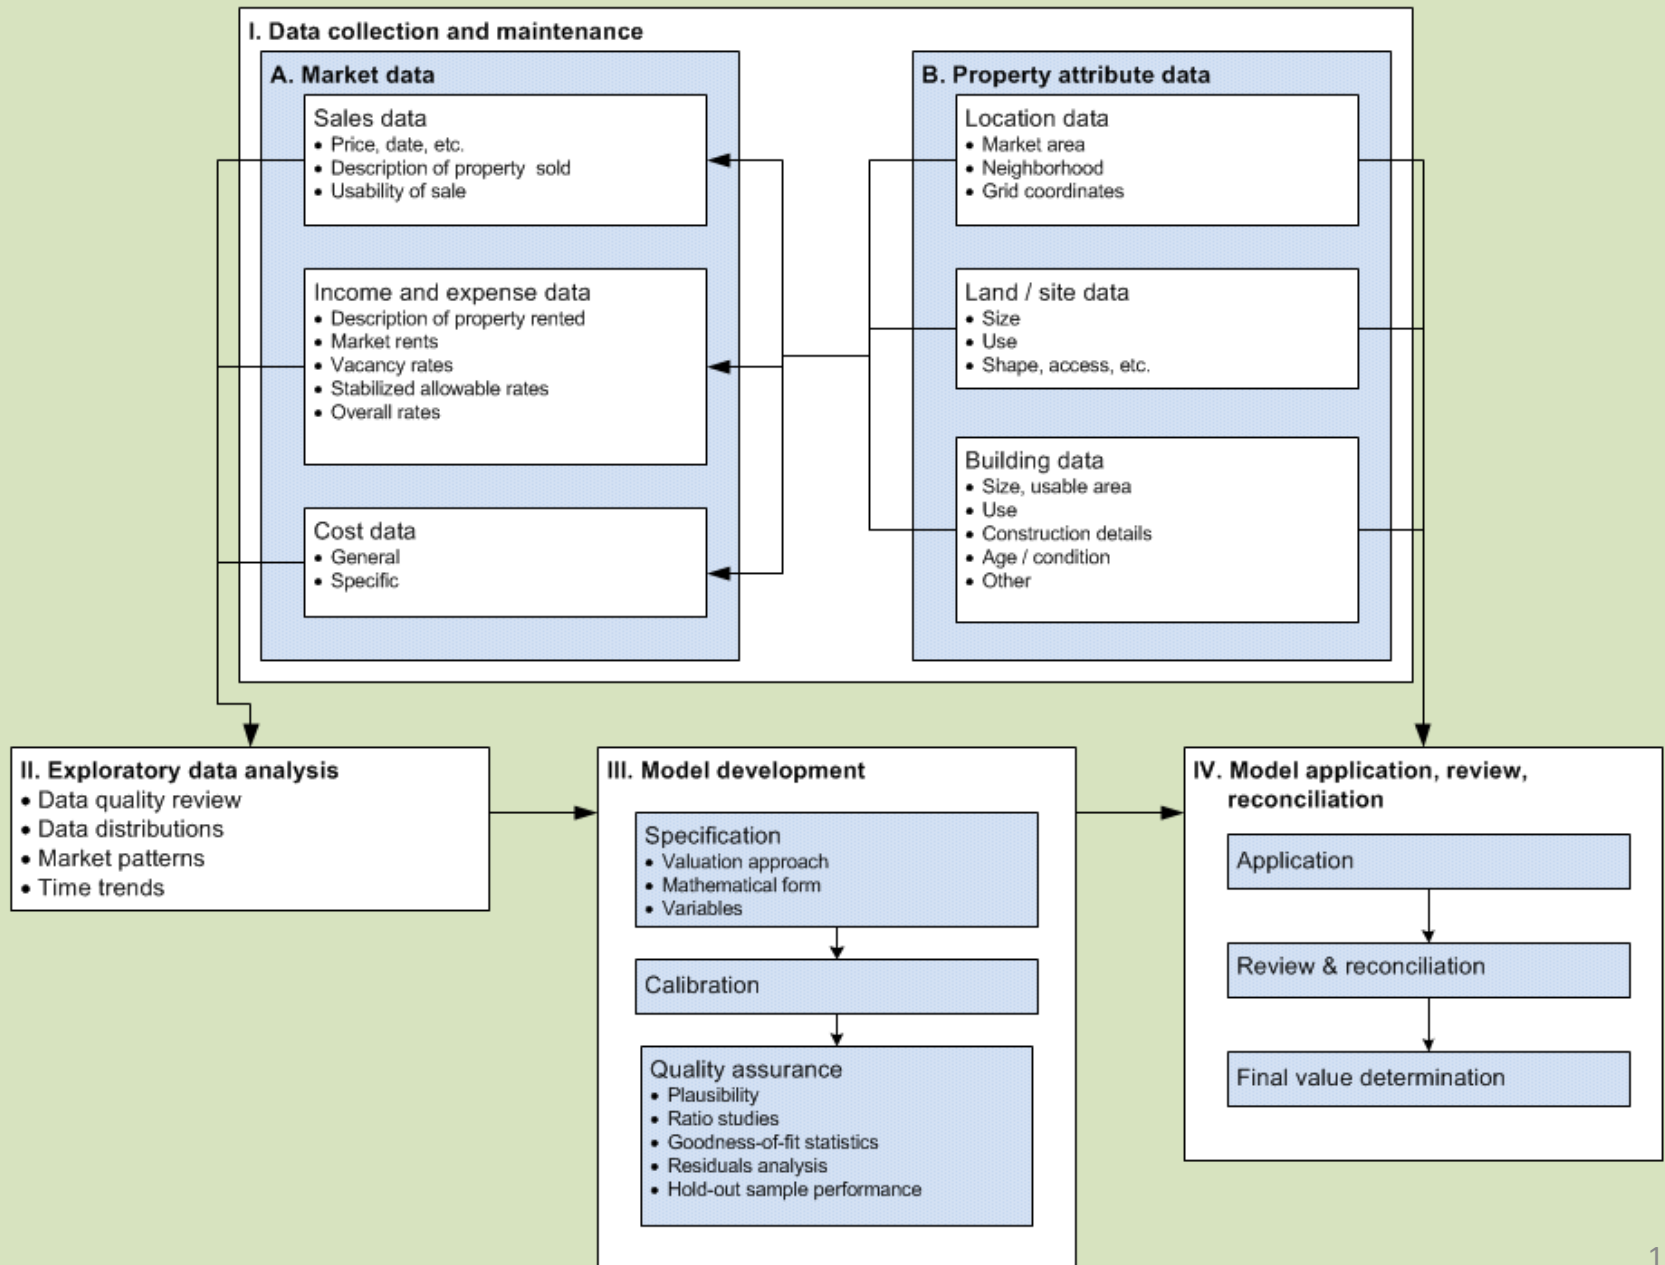 I. Data collection and maintenance
A. Market data
Sales data
• Price, date, etc.
• Description of property sold
• Usability of sale
Income and expense data
• Description of property rented
• Market rents
• Vacancy rates
• Stabilized allowable rates
• Overall rates
Cost data
• General
• Specific
B. Property attribute data
Location data
• Market area
• Neighborhood
• Grid coordinates
Land / site data
• Size
• Use
• Shape, access, etc.
Building data
• Size, usable area
• Use
• Construction details
• Age / condition
• Other
II. Exploratory data analysis
• Data quality review
• Data distributions
• Market patterns
• Time trends
III. Model development
Specification
• Valuation approach
• Mathematical form
• Variables
Calibration
Quality assurance
• Plausibility
• Ratio studies
• Goodness-of-fit statistics
• Residuals analysis
• Hold-out sample performance
IV. Model application, review,
reconciliation
Application
Review & reconciliation
Final value determination
1